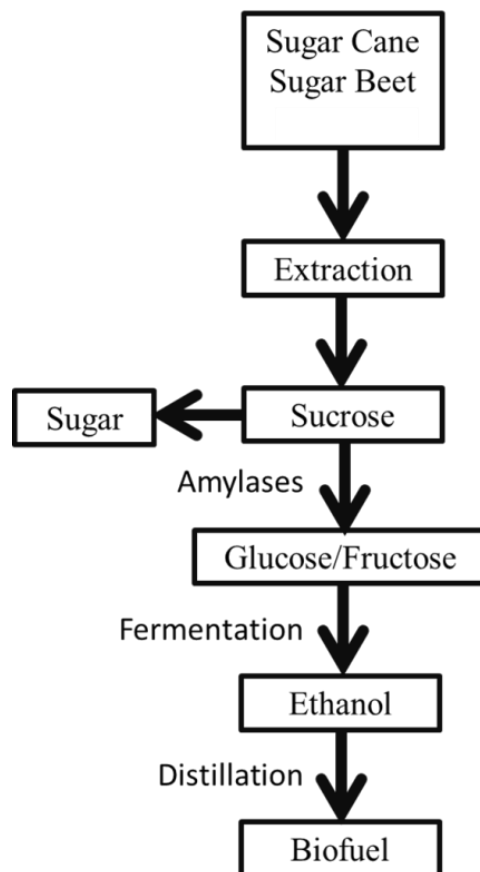 Sugar Cane
Sugar Beet
Extraction
Sugar
Sucrose
Amylases
Glucose/Fructose
Fermentation
Ethanol
Distillation
Biofuel